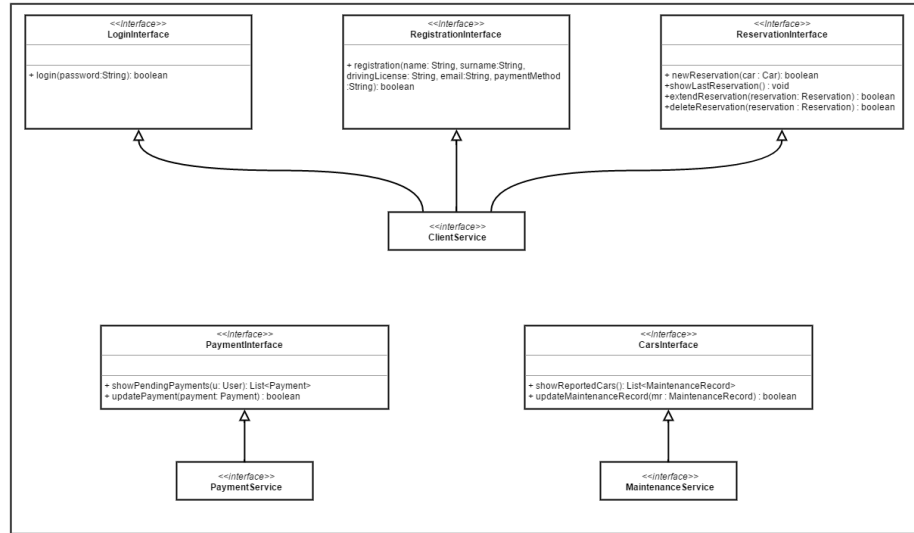 <<interface>>
LoginInterface
+ login(password:String): boolean
<<interface>>
RegistrationInterface
+ registration(name: String, surname:String,
drivingLicense: String, email:String, paymentMethod
:String): boolean
<<interface>>
ReservationInterface
+ newReservation(car : Car): boolean
+showLastReservation() : void
+extendReservation(reservation: Reservation) : boolean
+deleteReservation(reservation : Reservation) : boolean
<<interface>>
ClientService
<<interface>>
PaymentInterface
+ showPendingPayments(u: User): List<Payment>
+ updatePayment(payment: Payment) : boolean
<<interface>>
CarsInterface
+ showReportedCars(): List<MaintenanceRecord>
+ updateMaintenanceRecord(mr : MaintenanceRecord) : boolean
<<interface>>
PaymentService
<<interface>>
MaintenanceService